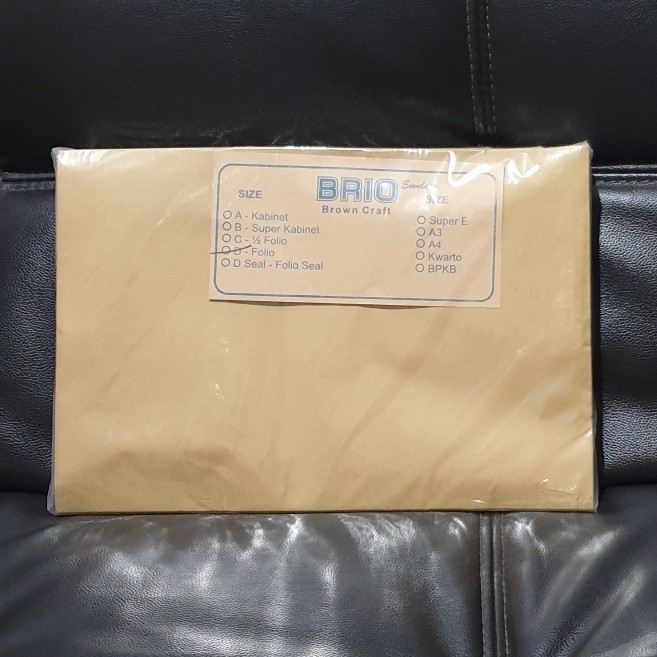 BRIO Envelope
Brown Craft
SIZE
A - Kabinet
B - Super Kabinet
C - ½ Folio
D - Folio
D Seal - Folio Seal
SIZE
Super E
A3
A4
Kwarto
BPKB